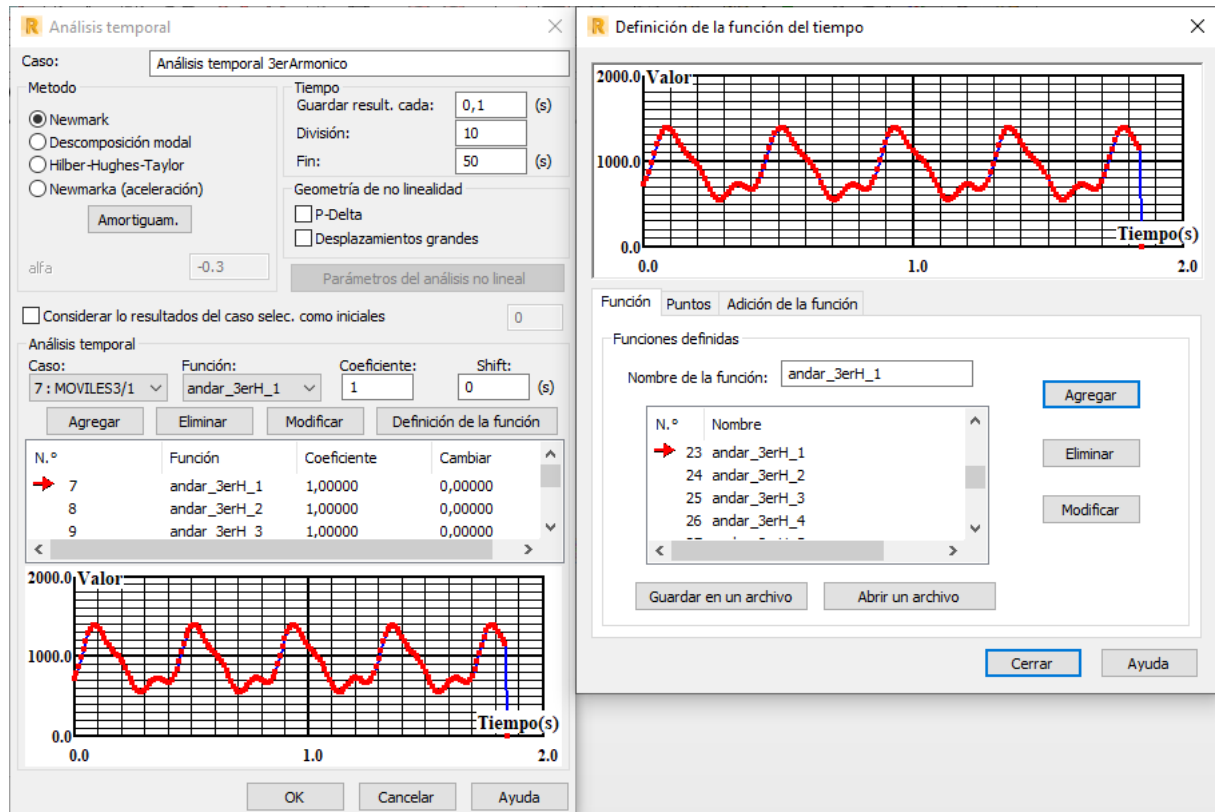 R Análisis temporal
Caso: Análisis temporal 3erArmonico
Metodo
Newmark
Descomposición modal
Hilber-Hughes-Taylor
Newmarka (aceleración)
Amortiguam.
alfa -0.3
Tiempo
Guardar result. cada: 0,1 (s)
División: 10
Fin: 50 (s)
Geometría de no linealidad
P-Delta
Desplazamientos grandes
Parámetros del análisis no lineal
Considerar lo resultados del caso selec. como iniciales 0
Análisis temporal
Caso: Función: Coeficiente: Shift:
7 : MOVILES3/1 andar_3erH_1 1 0 (s)
Agregar Eliminar Modificar Definición de la función
N.º Función Coeficiente Cambiar
7 andar_3erH_1 1,00000 0,00000
8 andar_3erH_2 1,00000 0,00000
9 andar 3erH 3 1,00000 0,00000
2000.0 Valor
1000.0
Tiempo(s)
0.0
0.0 1.0 2.0
OK Cancelar Ayuda
R Definición de la función del tiempo
2000.0 Valor
1000.0
Tiempo(s)
0.0
0.0 1.0 2.0
Función Puntos Adición de la función
Funciones definidas
Nombre de la función: andar_3erH_1
Agregar
N.º Nombre
23 andar_3erH_1
24 andar_3erH_2
25 andar_3erH_3
26 andar_3erH_4
Eliminar
Modificar
Guardar en un archivo Abrir un archivo
Cerrar Ayuda